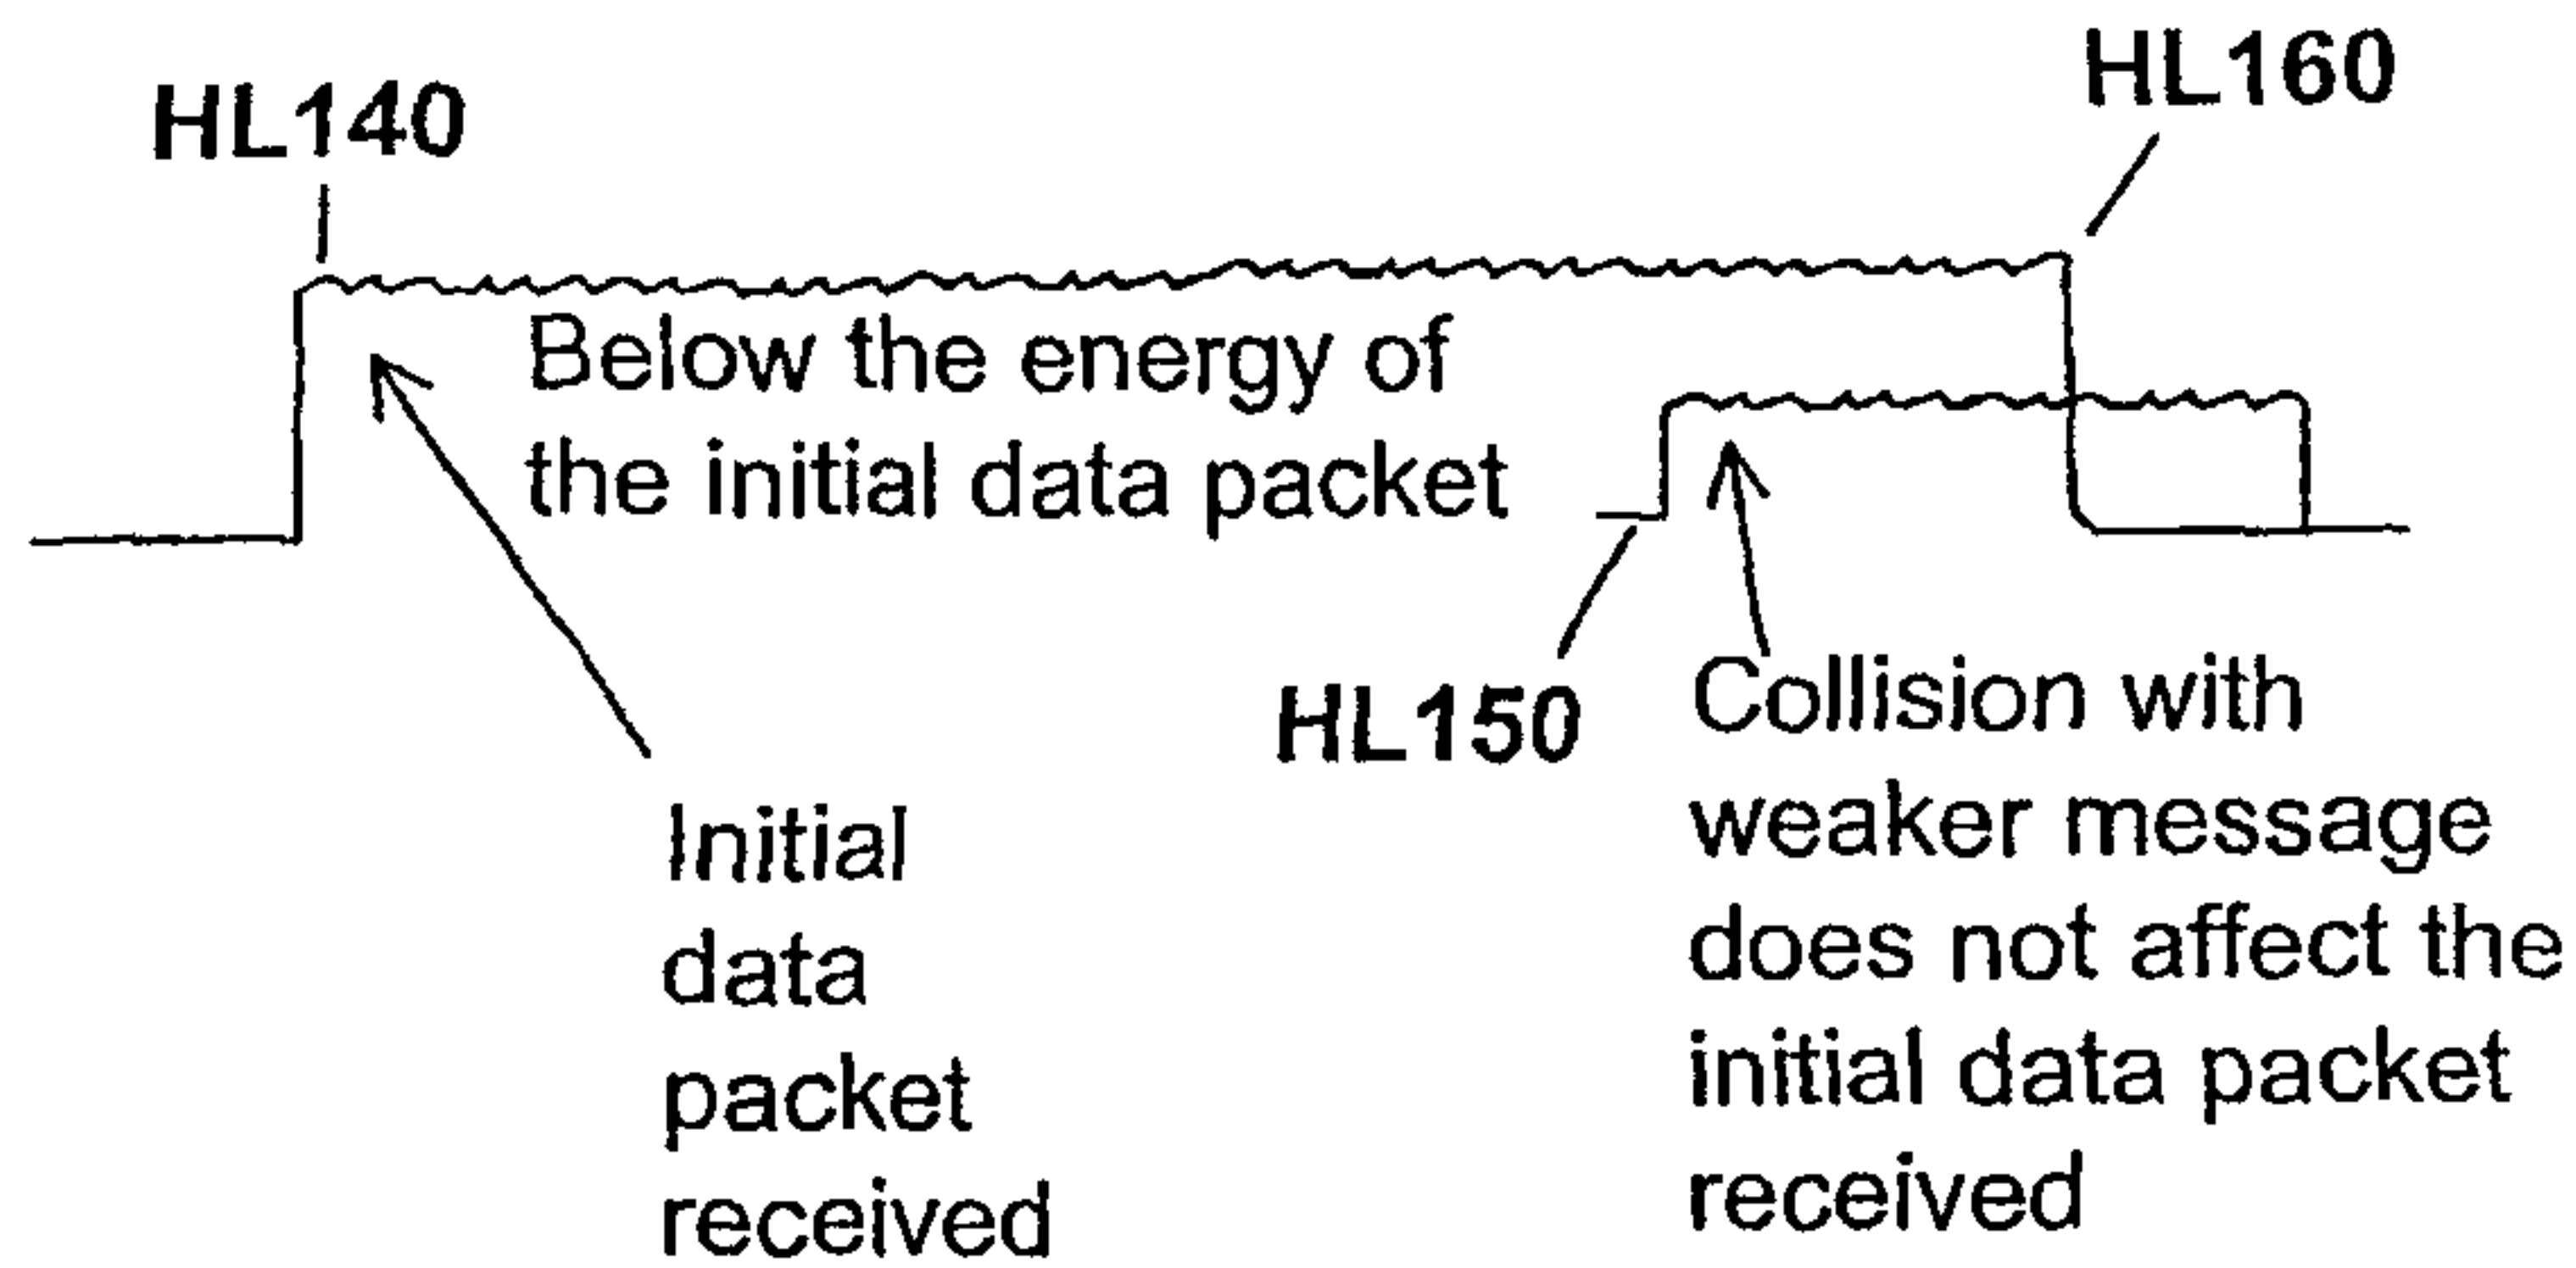 HL140
HL160
Below the energy of
the initial data packet
HL150
Initial
data
packet
received
Collision with
weaker message
does not affect the
initial data packet
received